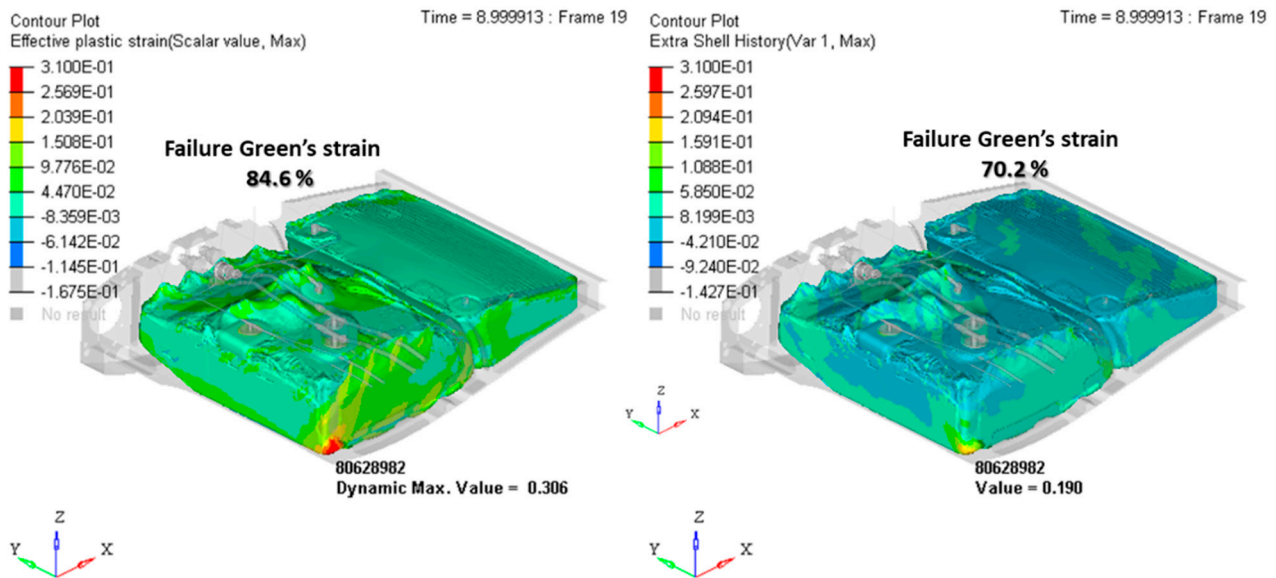 Contour Plot
Effective plastic strain(Scalar value, Max)
Time = 8.999913 : Frame 19
3.100E-01
2.569E-01
2.039E-01
1.508E-01
9.776E-02
4.470E-02
-8.359E-03
-6.142E-02
-1.145E-01
-1.675E-01
No result
Failure Green's strain
84.6 %
80628982
Dynamic Max. Value = 0.306
Z
Y
X
Contour Plot
Extra Shell History(Var 1, Max)
Time = 8.999913 : Frame 19
3.100E-01
2.597E-01
2.094E-01
1.591E-01
1.088E-01
5.850E-02
8.199E-03
-4.210E-02
-9.240E-02
-1.427E-01
No result
Failure Green's strain
70.2 %
Z
Y
X
80628982
Value = 0.190
Z
Y
X